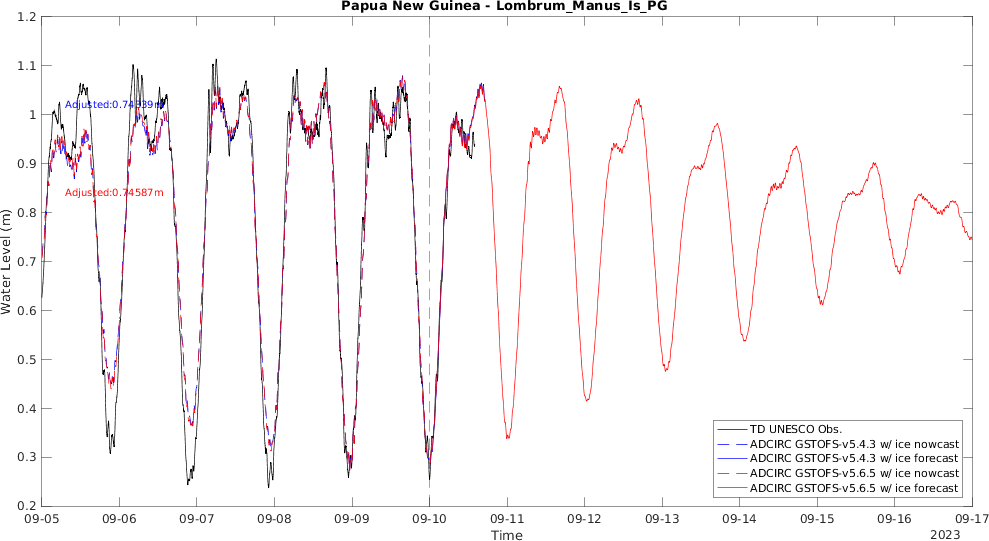 Papua New Guinea - Lombrum_Manus_Is_PG
1.2
1.1
1
0.9
0.8
0.7
0.6
0.5
0.4
0.3
0.2
Water Level (m)
Adjusted:0.74339m
Adjusted:0.74587m
TD UNESCO Obs.
ADCIRC GSTOFS-v5.4.3 w/ ice nowcast
ADCIRC GSTOFS-v5.4.3 w/ ice forecast
ADCIRC GSTOFS-v5.6.5 w/ ice nowcast
ADCIRC GSTOFS-v5.6.5 w/ ice forecast
09-05 09-06 09-07 09-08 09-09 09-10 09-11 09-12 09-13 09-14 09-15 09-16 09-17
Time
2023